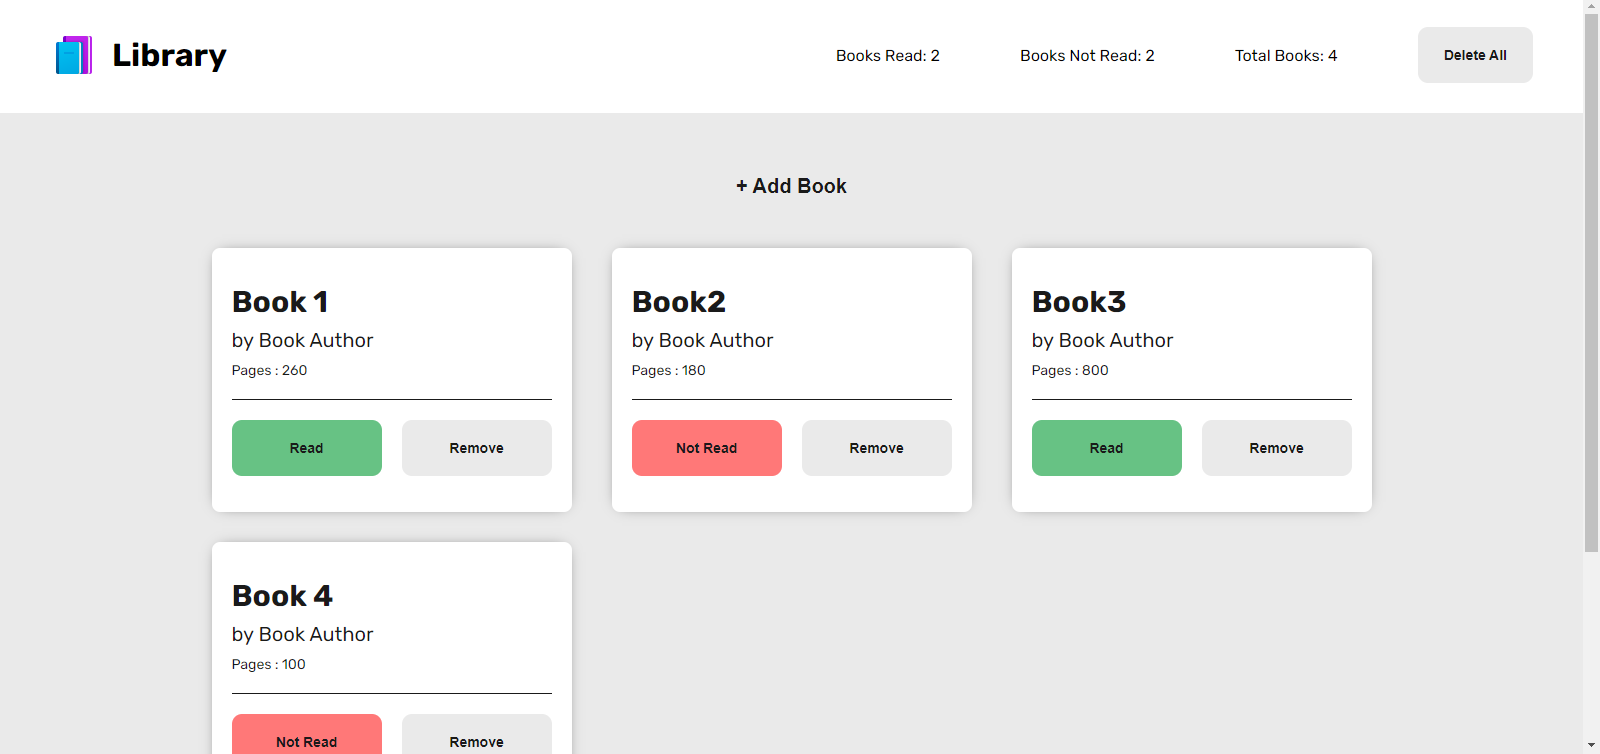 Library
Books Read: 2
Books Not Read: 2
Total Books: 4
Delete All
+ Add Book
Book 1
by Book Author
Pages : 260
Read
Remove
Book2
by Book Author
Pages : 180
Not Read
Remove
Book3
by Book Author
Pages : 800
Read
Remove
Book 4
by Book Author
Pages : 100
Not Read
Remove